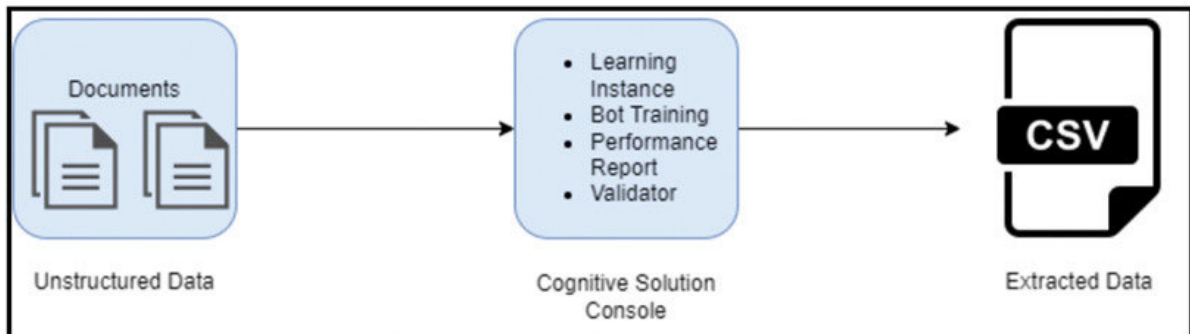 Documents
Unstructured Data
• Learning
Instance
• Bot Training
• Performance
Report
• Validator
Cognitive Solution
Console
CSV
Extracted Data